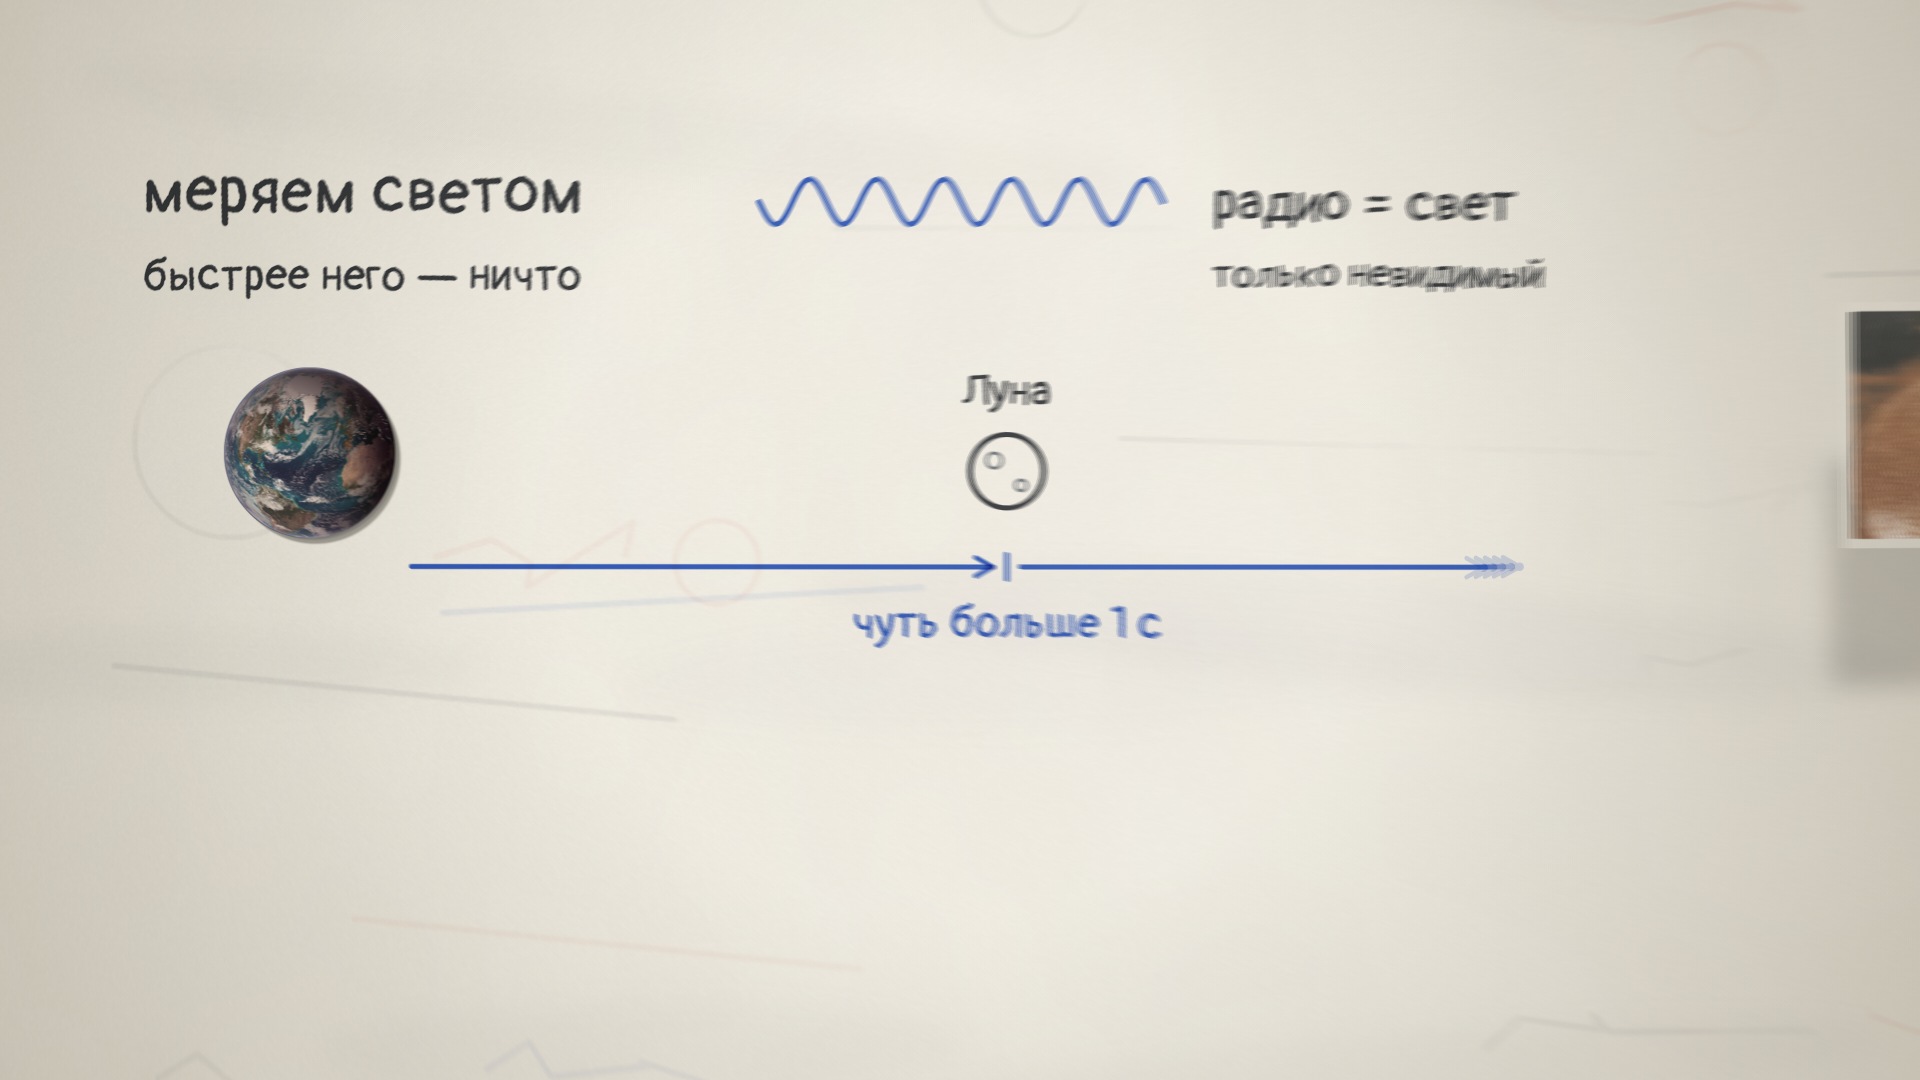 меряем светом
быстрее него — ничто
радио = свет
только невидимый
Луна
чуть больше 1 с